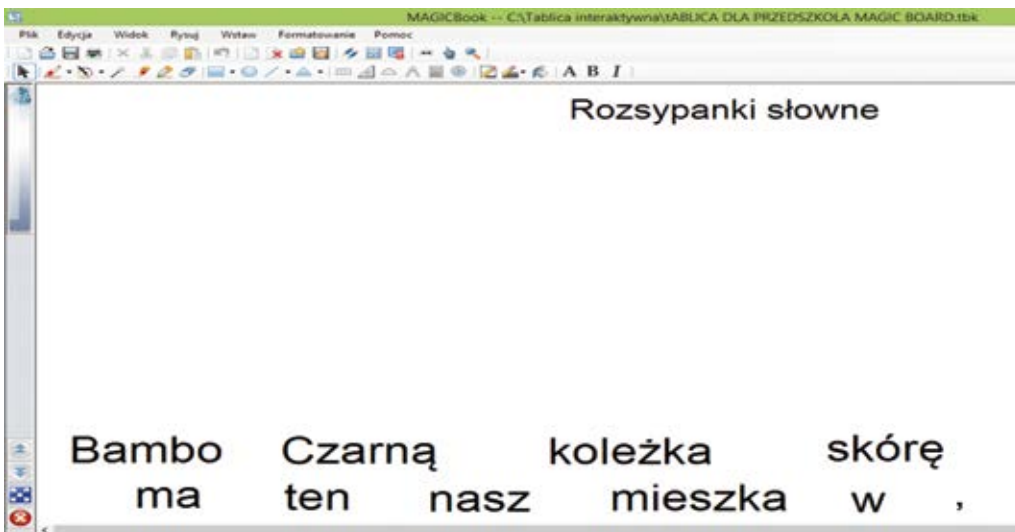 MAGICBook -- C:\Tablica interaktywna\tABLICA DLA PRZEDSZKOLA MAGIC BOARD.tbk
Plik Edycja Widok Rysuj Wstaw Formatowanie Pomoc
A B I
Rozsypanki słowne
Bambo Czarną koleżka skórę
ma ten nasz mieszka w ,